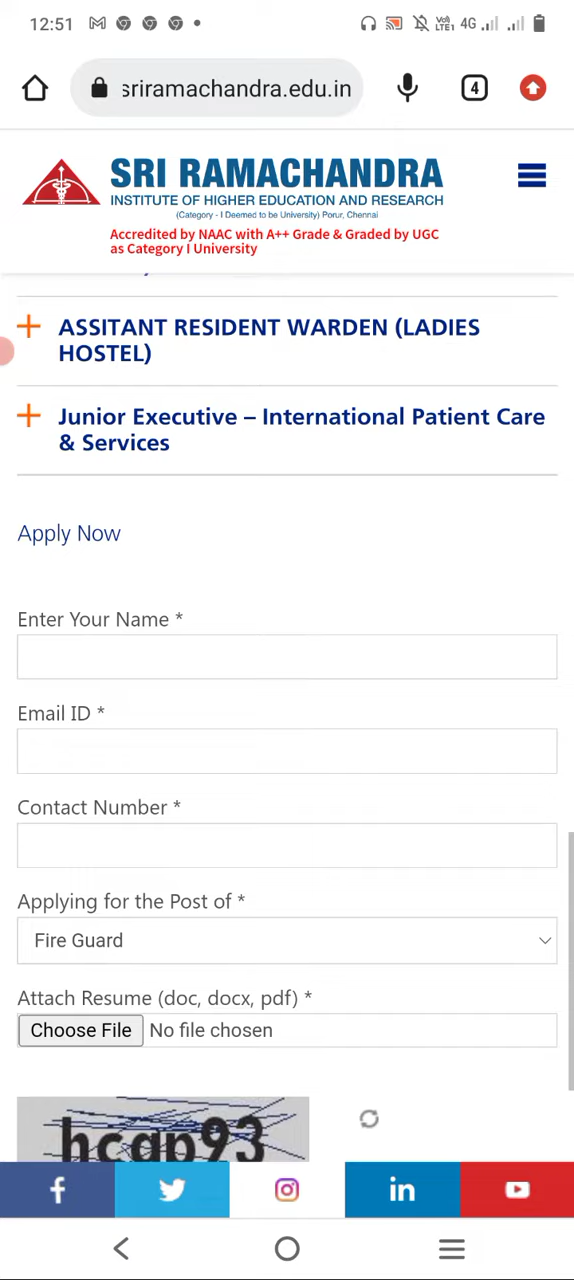 12:51
VoD LTE1 4G
sriramachandra.edu.in
4
SRI RAMACHANDRA
INSTITUTE OF HIGHER EDUCATION AND RESEARCH
(Category - I Deemed to be University) Porur, Chennai
Accredited by NAAC with A++ Grade & Graded by UGC
as Category I University
ASSITANT RESIDENT WARDEN (LADIES
HOSTEL)
Junior Executive – International Patient Care
& Services
Apply Now
Enter Your Name *
Email ID *
Contact Number *
Applying for the Post of *
Fire Guard
Attach Resume (doc, docx, pdf) *
Choose File No file chosen
hcap93